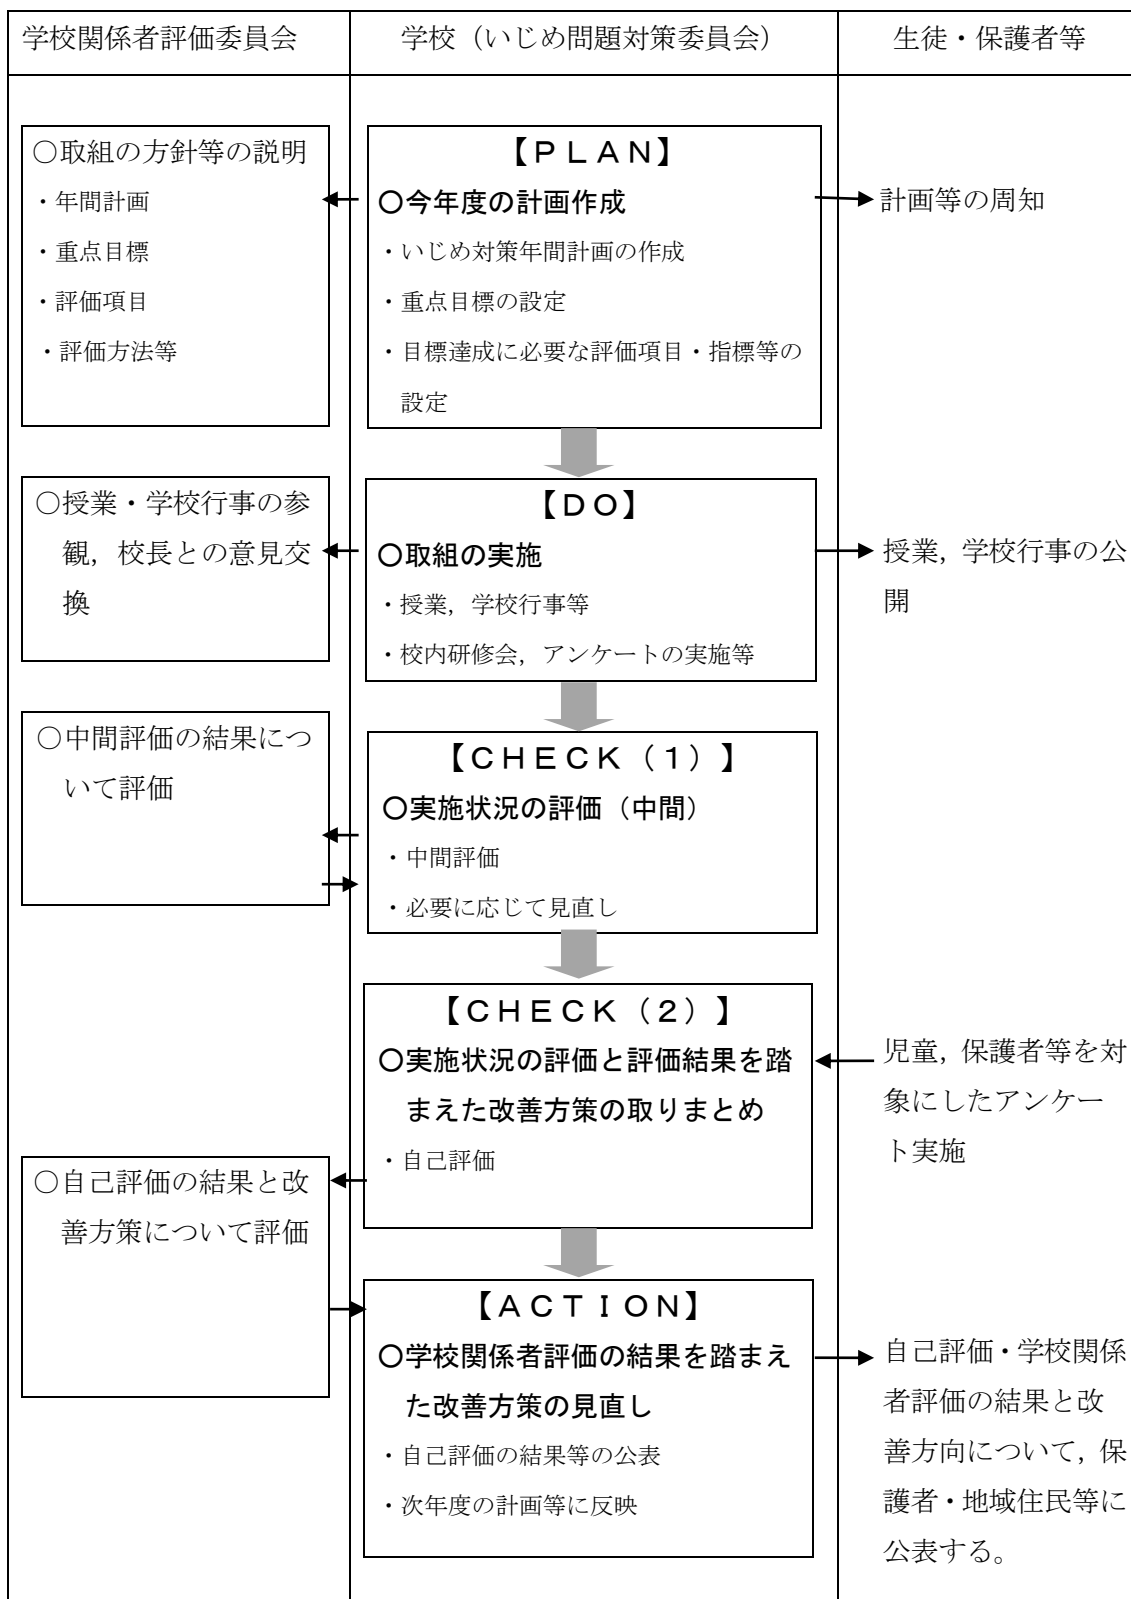 学校関係者評価委員会
学校（いじめ問題対策委員会）
生徒・保護者等
○取組の方針等の説明
・年間計画
・重点目標
・評価項目
・評価方法等
【ＰＬＡＮ】
○今年度の計画作成
・いじめ対策年間計画の作成
・重点目標の設定
・目標達成に必要な評価項目・指標等の
設定
計画等の周知
○授業・学校行事の参
観，校長との意見交
換
【ＤＯ】
○取組の実施
・授業，学校行事等
・校内研修会，アンケートの実施等
授業，学校行事の公
開
○中間評価の結果につ
いて評価
【ＣＨＥＣＫ（１）】
○実施状況の評価（中間）
・中間評価
・必要に応じて見直し
【ＣＨＥＣＫ（２）】
○実施状況の評価と評価結果を踏
まえた改善方策の取りまとめ
・自己評価
児童，保護者等を対
象にしたアンケー
ト実施
○自己評価の結果と改
善方策について評価
【ＡＣＴＩＯＮ】
○学校関係者評価の結果を踏まえ
た改善方策の見直し
・自己評価の結果等の公表
・次年度の計画等に反映
自己評価・学校関係
者評価の結果と改
善方向について，保
護者・地域住民等に
公表する。